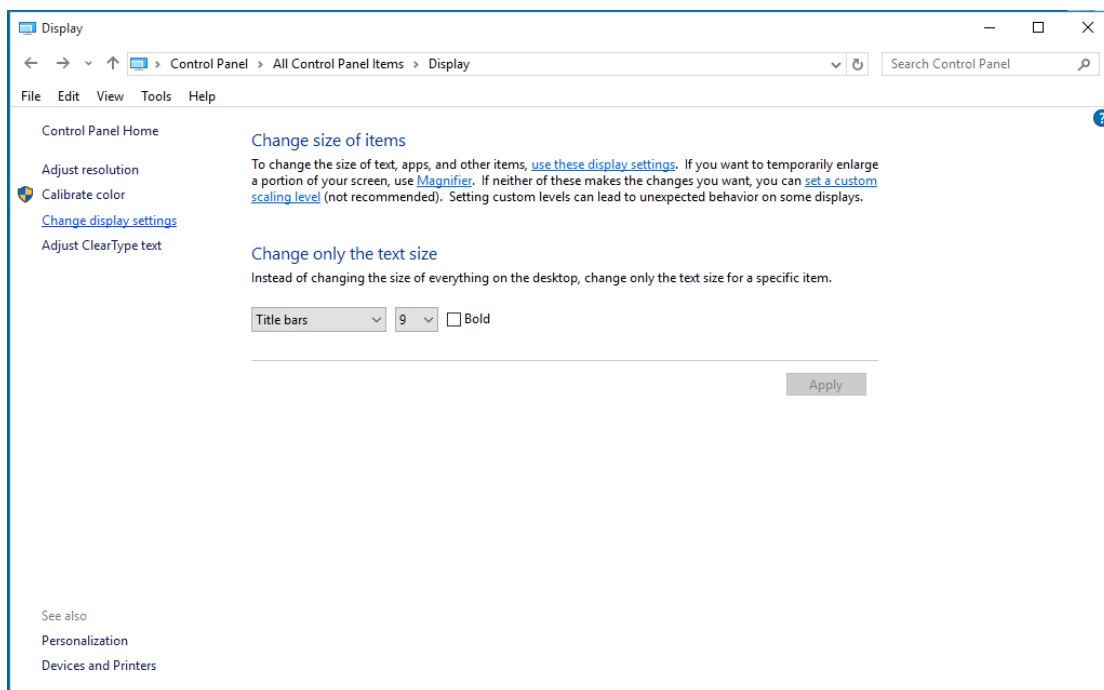 Display
Control Panel > All Control Panel Items > Display
Search Control Panel
File Edit View Tools Help
Control Panel Home
Adjust resolution
Calibrate color
Change display settings
Adjust ClearType text
Change size of items
To change the size of text, apps, and other items, use these display settings. If you want to temporarily enlarge
a portion of your screen, use Magnifier. If neither of these makes the changes you want, you can set a custom
scaling level (not recommended). Setting custom levels can lead to unexpected behavior on some displays.
Change only the text size
Instead of changing the size of everything on the desktop, change only the text size for a specific item.
Title bars 9 Bold
Apply
See also
Personalization
Devices and Printers